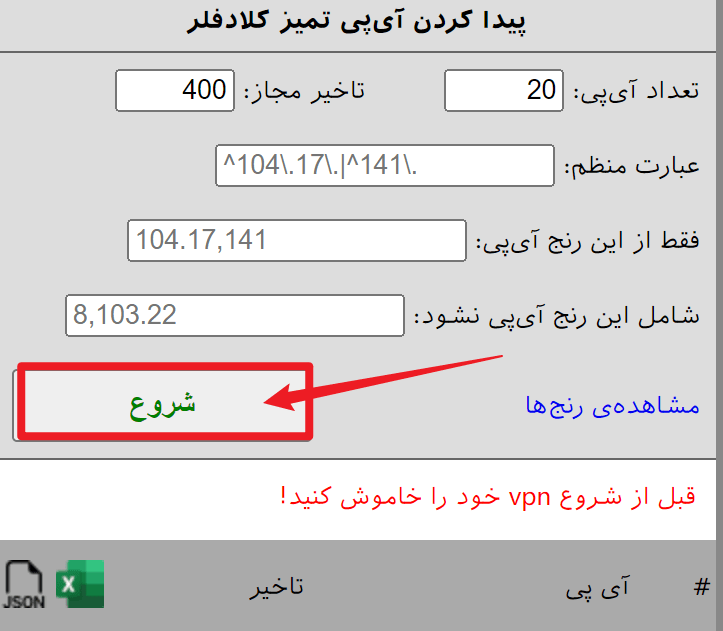 پیدا کردن آی‌پی تمیز کلادفلر
تعداد آی‌پی: 20 تاخیر مجاز: 400
عبارت منظم: ^104\.17\.|^141\.
فقط از این رنج آی‌پی: 104.17,141
شامل این رنج آی‌پی نشود: 8,103.22
مشاهده‌ی رنج‌ها شروع
قبل از شروع vpn خود را خاموش کنید!
# آی پی تاخیر X JSON